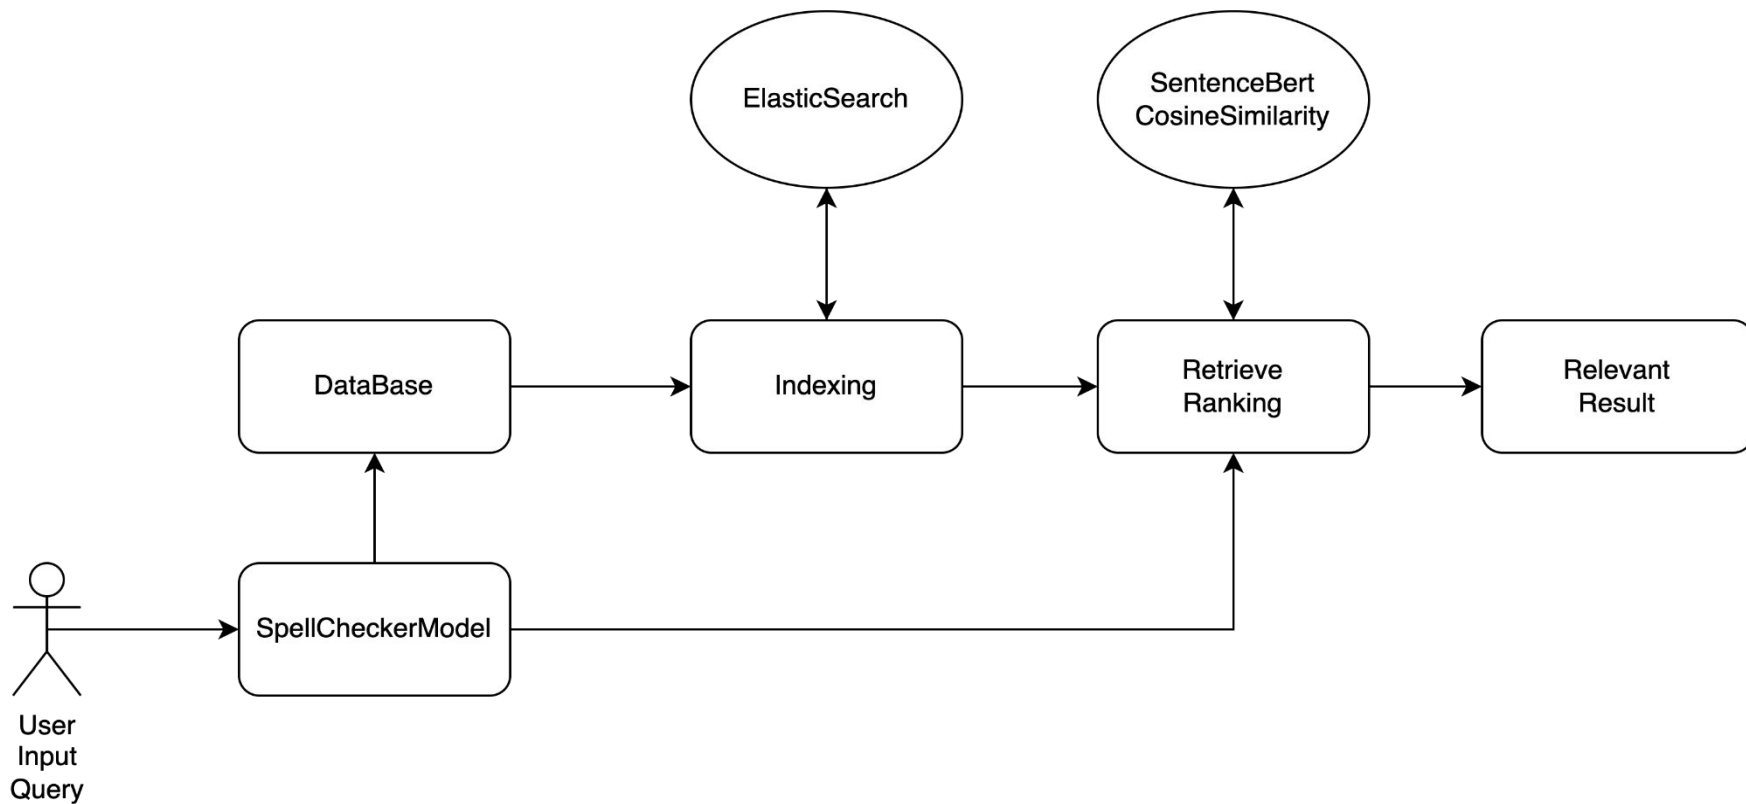 ElasticSearch
SentenceBert
CosineSimilarity
DataBase
Indexing
Retrieve
Ranking
Relevant
Result
SpellCheckerModel
User
Input
Query